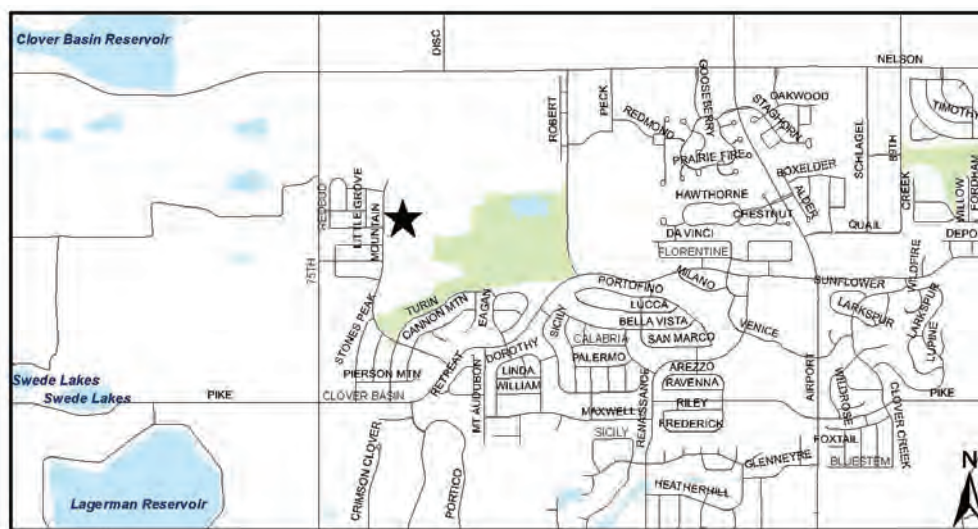 Clover Basin Reservoir
DISC
NELSON
ROBERT
PECK
GOOSEBERRY
OAKWOOD
STAGHORN
REDMOND
TIMOTHY
SCHLAGEL
89TH
PRAIRIE FIRE
BOXELDER
REDBUD
LITTLE GROVE
MOUNTAIN
HAWTHORNE
ALDER
CREEK
WILLOW
FORDHAM
CHESTNUT
QUAIL
DA VINCI
DEPO
FLORENTINE
75TH
MILANO
PORTOFINO
SUNFLOWER
WILDFIRE
TURIN
CANNON MTN
EAGAN
SICILY
LUCCA
BELLA VISTA
VENICE
LARKSPUR
LARKSPUR
LUPINE
STONES PEAK
CALABRIA
SAN MARCO
DOROTHY
PALERMO
PIERSON MTN
RETREAT
LINDA
AREZZO
RAVENNA
AIRPORT
Swede Lakes
Swede Lakes
PIKE
CLOVER BASIN
WILLIAM
WILDROSE
CLOVER CREEK
PIKE
MT AUDUBON
MAXWELL
RENAISSANCE
RILEY
FREDERICK
SICILY
FOXTAIL
BLUESTEM
GLENNEYRE
N
CRIMSON CLOVER
PORTICO
HEATHERHILL
Lagerman Reservoir